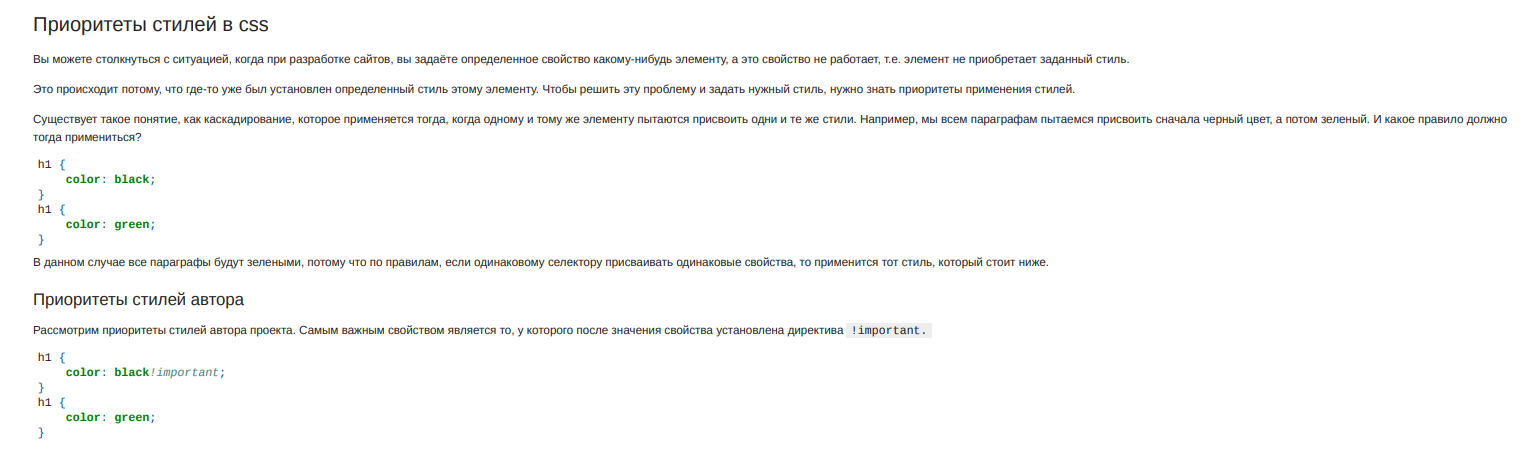 Приоритеты стилей в css
Вы можете столкнуться с ситуацией, когда при разработке сайтов, вы задаёте определенное свойство какому-нибудь элементу, а это свойство не работает, т.е. элемент не приобретает заданный стиль.
Это происходит потому, что где-то уже был установлен определенный стиль этому элементу. Чтобы решить эту проблему и задать нужный стиль, нужно знать приоритеты применения стилей.
Существует такое понятие, как каскадирование, которое применяется тогда, когда одному и тому же элементу пытаются присвоить одни и те же стили. Например, мы всем параграфам пытаемся присвоить сначала черный цвет, а потом зеленый. И какое правило должно
тогда примениться?
h1 {
    color: black;
}
h1 {
    color: green;
}
В данном случае все параграфы будут зелеными, потому что по правилам, если одинаковому селектору присваивать одинаковые свойства, то применится тот стиль, который стоит ниже.
Приоритеты стилей автора
Рассмотрим приоритеты стилей автора проекта. Самым важным свойством является то, у которого после значения свойства установлена директива !important.
h1 {
    color: black!important;
}
h1 {
    color: green;
}